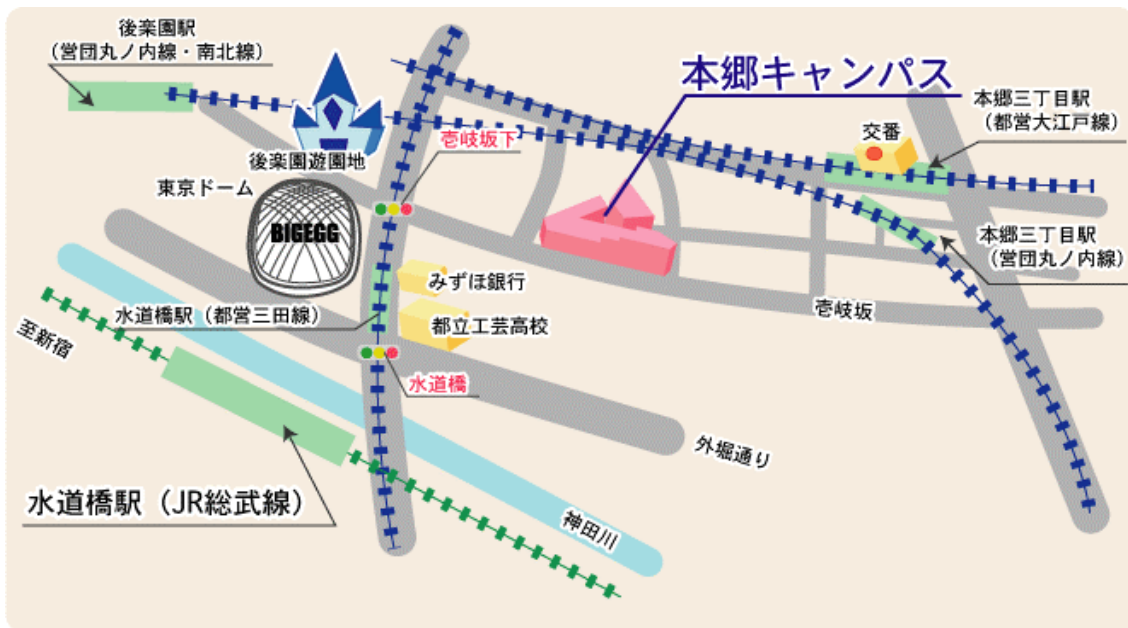 後楽園駅
（営団丸ノ内線・南北線）
本郷キャンパス
本郷三丁目駅
（都営大江戸線）
交番
壱岐坂下
後楽園遊園地
東京ドーム
BIGEGG
本郷三丁目駅
（営団丸ノ内線）
みずほ銀行
水道橋駅（都営三田線）
都立工芸高校
壱岐坂
至新宿
水道橋
外堀通り
水道橋駅（JR総武線）
神田川